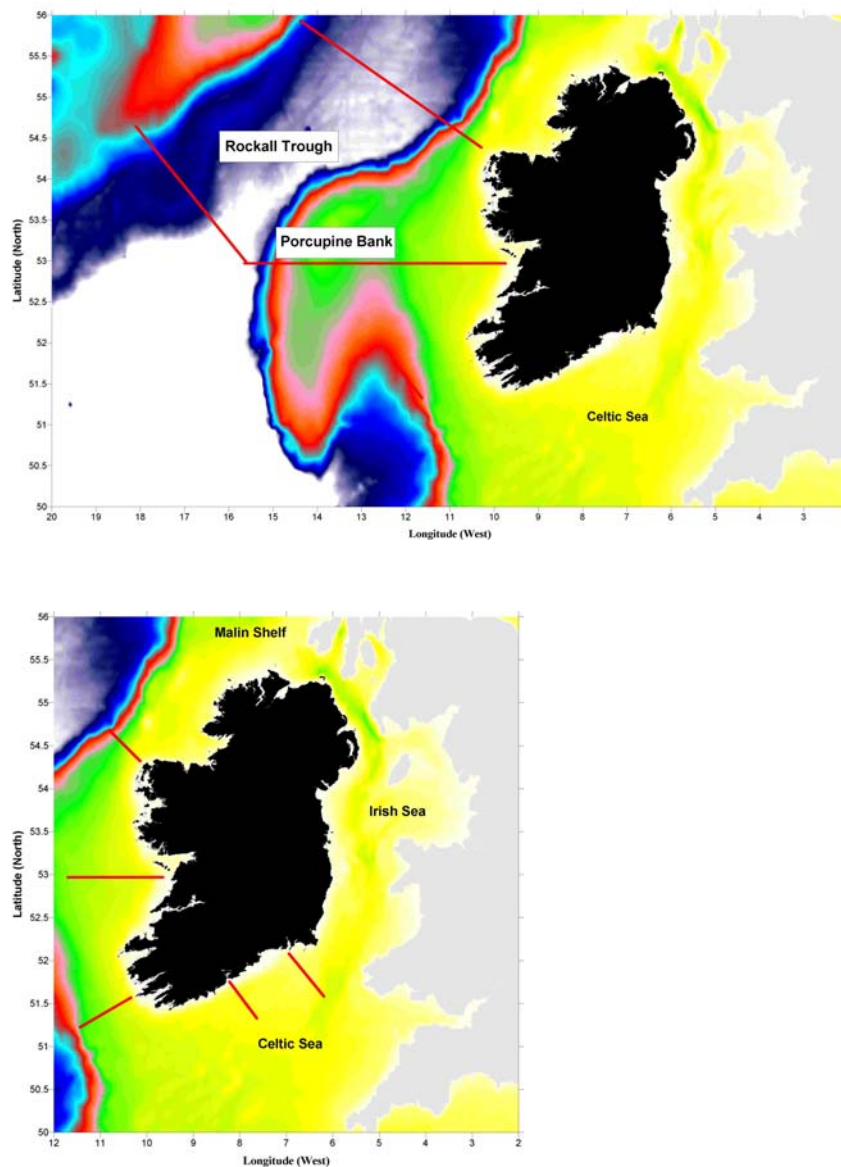 56
55.5
55
54.5
54
53.5
53
52.5
52
51.5
51
50.5
50
Latitude (North)
Rockall Trough
Porcupine Bank
Celtic Sea
20 19 18 17 16 15 14 13 12 11 10 9 8 7 6 5 4 3
Longitude (West)
56
55.5
55
54.5
54
53.5
53
52.5
52
51.5
51
50.5
50
Latitude (North)
Malin Shelf
Irish Sea
Celtic Sea
12 11 10 9 8 7 6 5 4 3 2
Longitude (West)